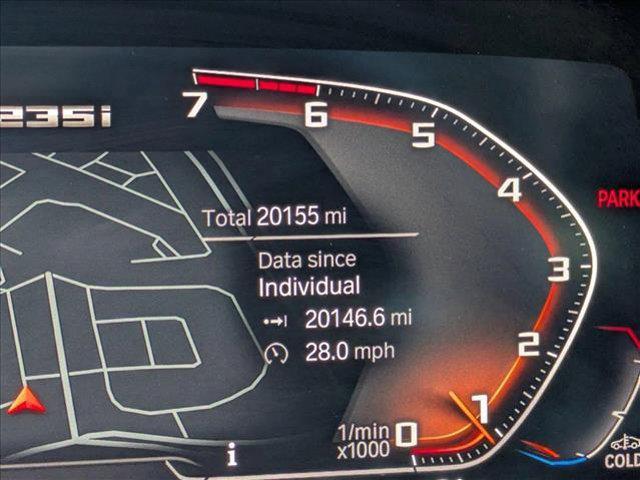 235i
7
6
5
4
PARK
Total 20155 mi
Data since
Individual
3
20146.6 mi
28.0 mph
2
1
1/min
x1000
0
i
COLD